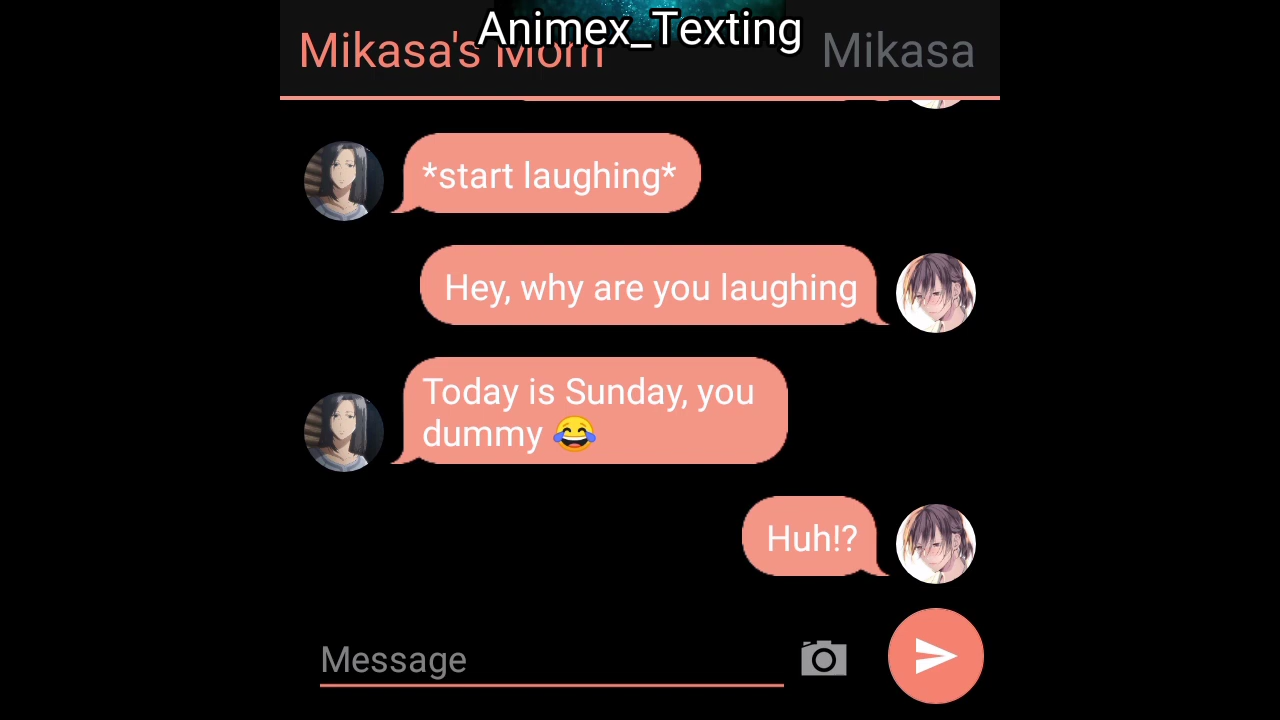 Animex_Texting
Mikasa's Mom
Mikasa
*start laughing*
Hey, why are you laughing
Today is Sunday, you
dummy 😂
Huh!?
Message